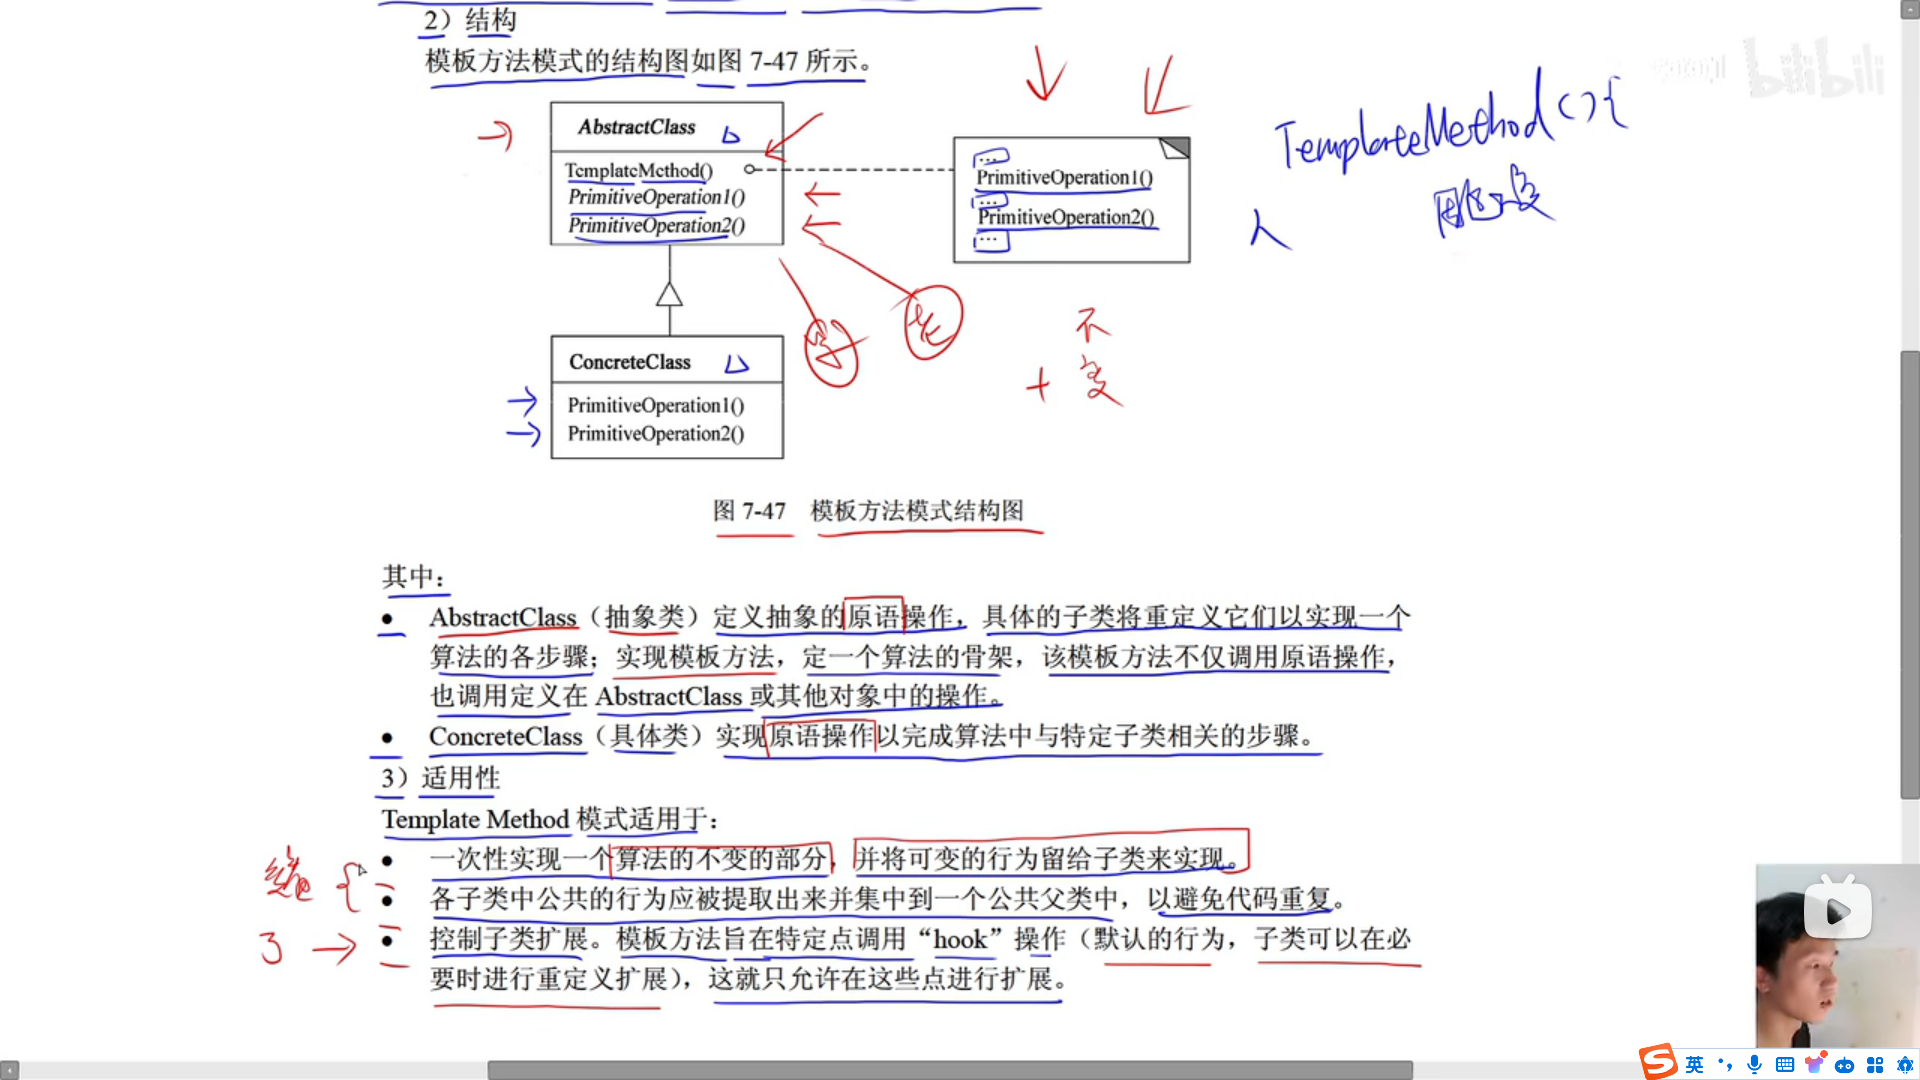 2）结构
模板方法模式的结构图如图 7-47 所示。
bilibili
AbstractClass
TemplateMethod()
PrimitiveOperation1()
PrimitiveOperation2()
...
PrimitiveOperation1()
...
PrimitiveOperation2()
...
TemplateMethod(){
不
+ 变
ConcreteClass
PrimitiveOperation1()
PrimitiveOperation2()
图 7-47 模板方法模式结构图
其中：
● AbstractClass（抽象类）定义抽象的原语操作，具体的子类将重定义它们以实现一个
算法的各步骤；实现模板方法，定一个算法的骨架，该模板方法不仅调用原语操作，
也调用定义在 AbstractClass 或其他对象中的操作。
● ConcreteClass（具体类）实现原语操作以完成算法中与特定子类相关的步骤。
3）适用性
Template Method 模式适用于：
● 一次性实现一个算法的不变的部分，并将可变的行为留给子类来实现。
● 各子类中公共的行为应被提取出来并集中到一个公共父类中，以避免代码重复。
3
● 控制子类扩展。模板方法旨在特定点调用“hook”操作（默认的行为，子类可以在必
要时进行重定义扩展），这就只允许在这些点进行扩展。
英